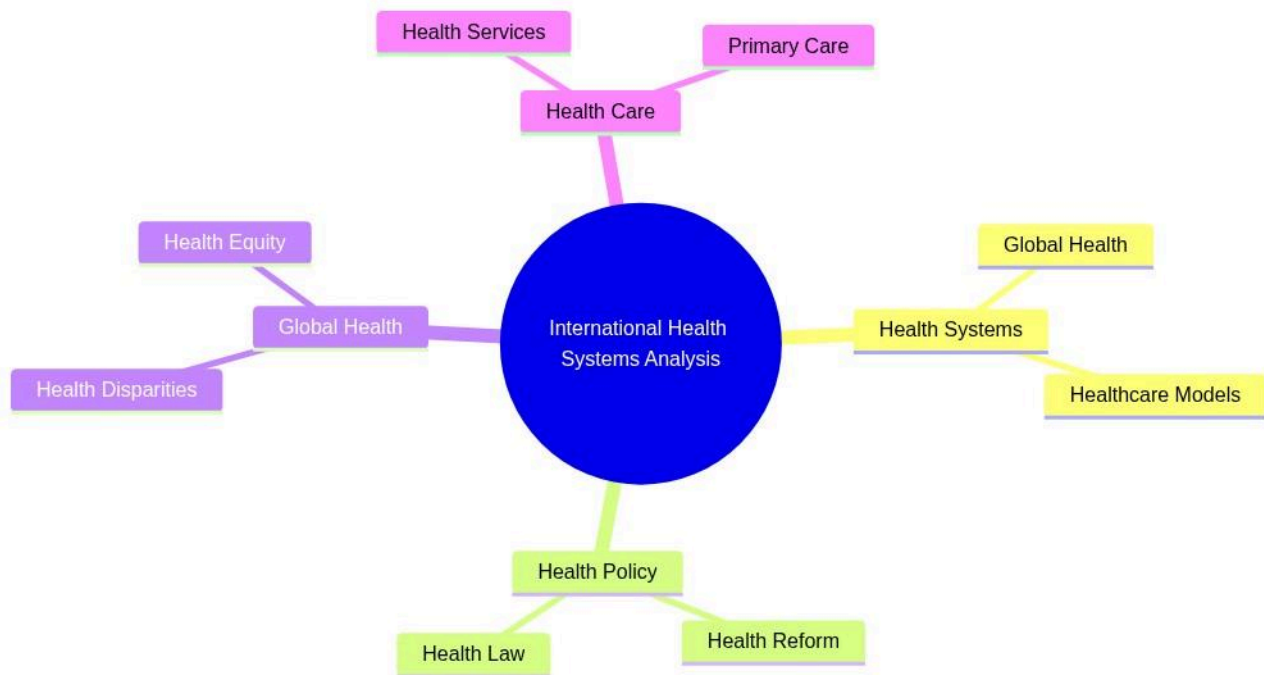 Health Services
Primary Care
Health Care
Health Equity
Global Health
Health Disparities
International Health
Systems Analysis
Global Health
Health Systems
Healthcare Models
Health Policy
Health Law
Health Reform